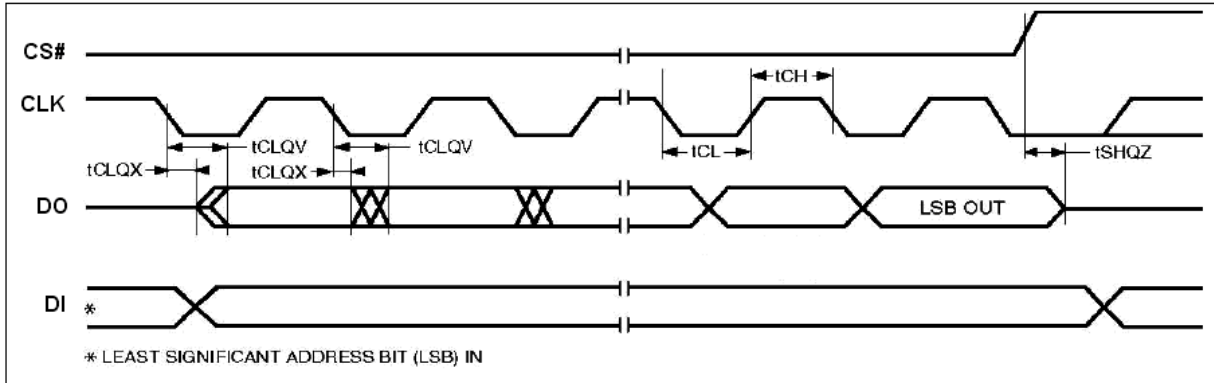 CS#
tCH
CLK
tCLQV
tCLQV
tCL
tSHQZ
tCLQX
tCLQX
DO
LSB OUT
DI
*
* LEAST SIGNIFICANT ADDRESS BIT (LSB) IN